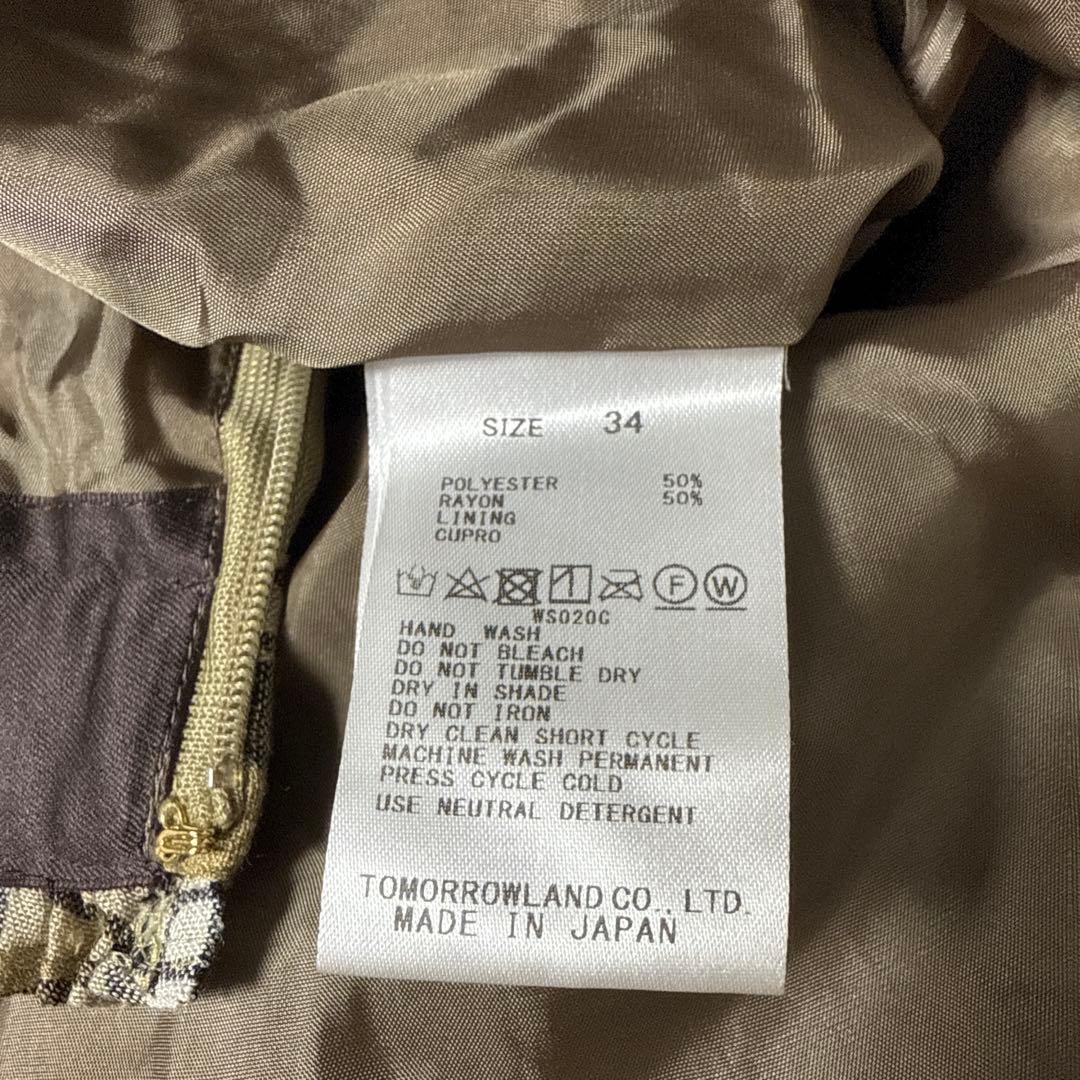 SIZE 34
POLYESTER 50%
RAYON 50%
LINING
CUPRO
F W
WS020G
HAND WASH
DO NOT BLEACH
DO NOT TUMBLE DRY
DRY IN SHADE
DO NOT IRON
DRY CLEAN SHORT CYCLE
MACHINE WASH PERMANENT
PRESS CYCLE COLD
USE NEUTRAL DETERGENT
TOMORROWLAND CO., LTD.
MADE IN JAPAN